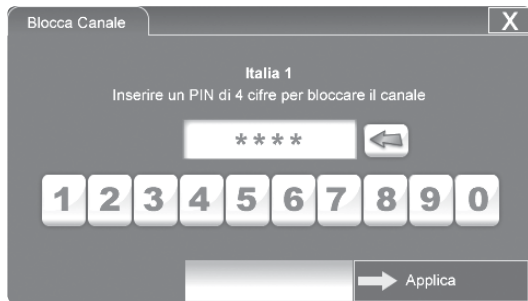 Blocca Canale
X
Italia 1
Inserire un PIN di 4 cifre per bloccare il canale
****
1 2 3 4 5 6 7 8 9 0
Applica